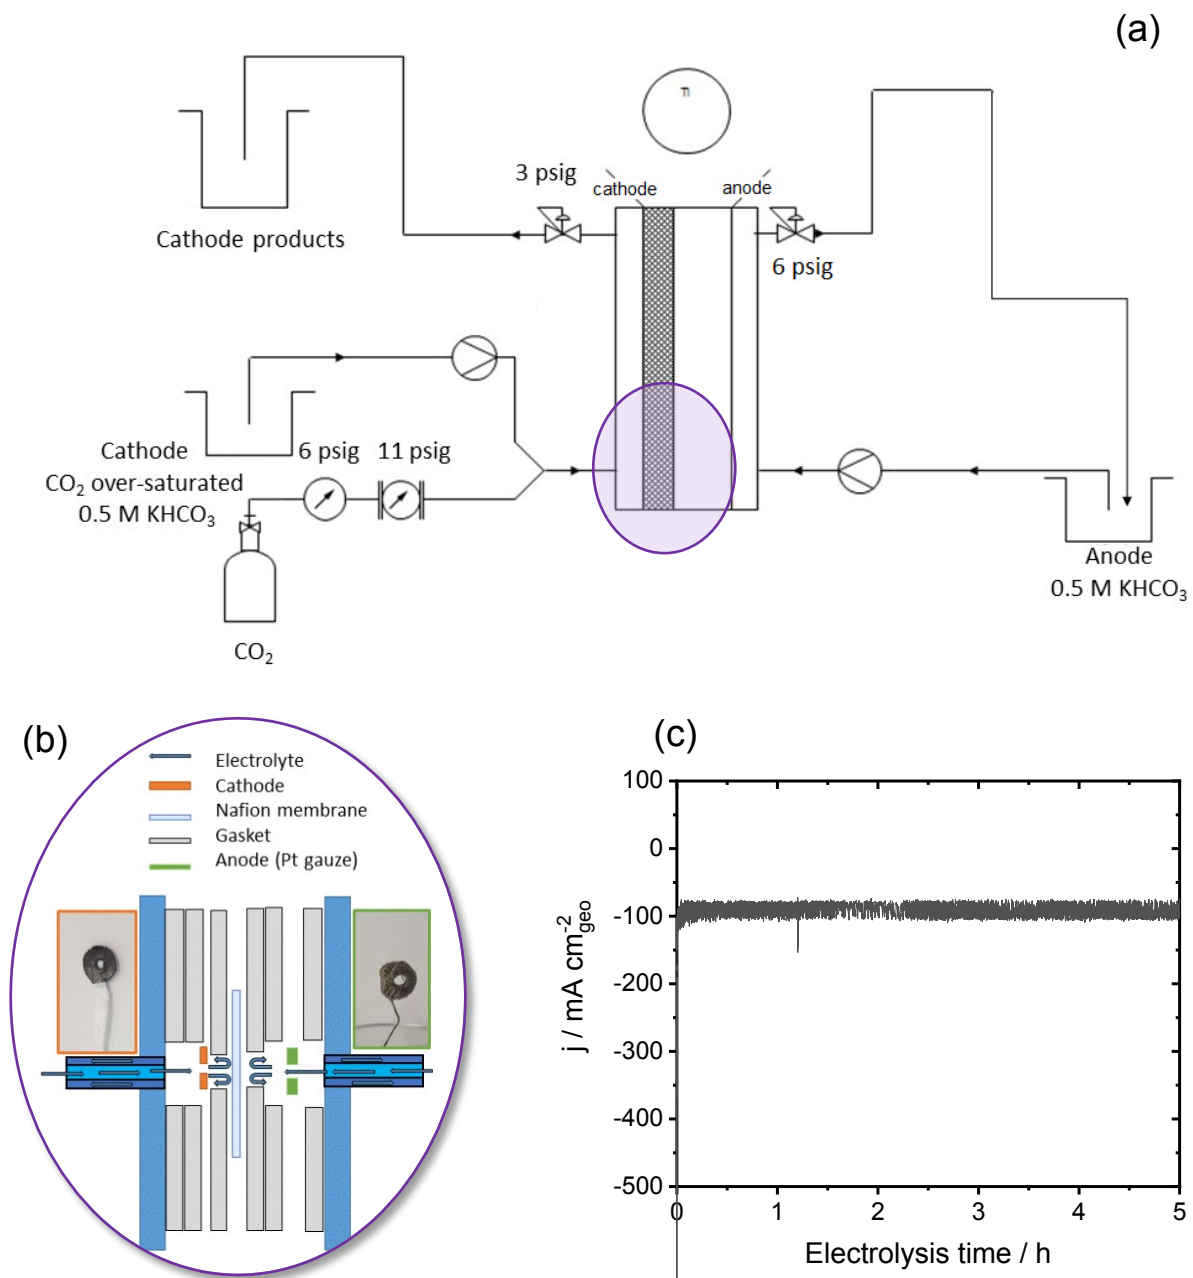 (a)
TI
3 psig
cathode
anode
Cathode products
6 psig
Cathode
CO₂ over-saturated
0.5 M KHCO₃
6 psig
11 psig
Anode
0.5 M KHCO₃
CO₂
(b)
Electrolyte
Cathode
Nafion membrane
Gasket
Anode (Pt gauze)
(c)
100
0
-100
-200
-300
-400
-500
j / mA cm⁻²geo
0 1 2 3 4 5
Electrolysis time / h